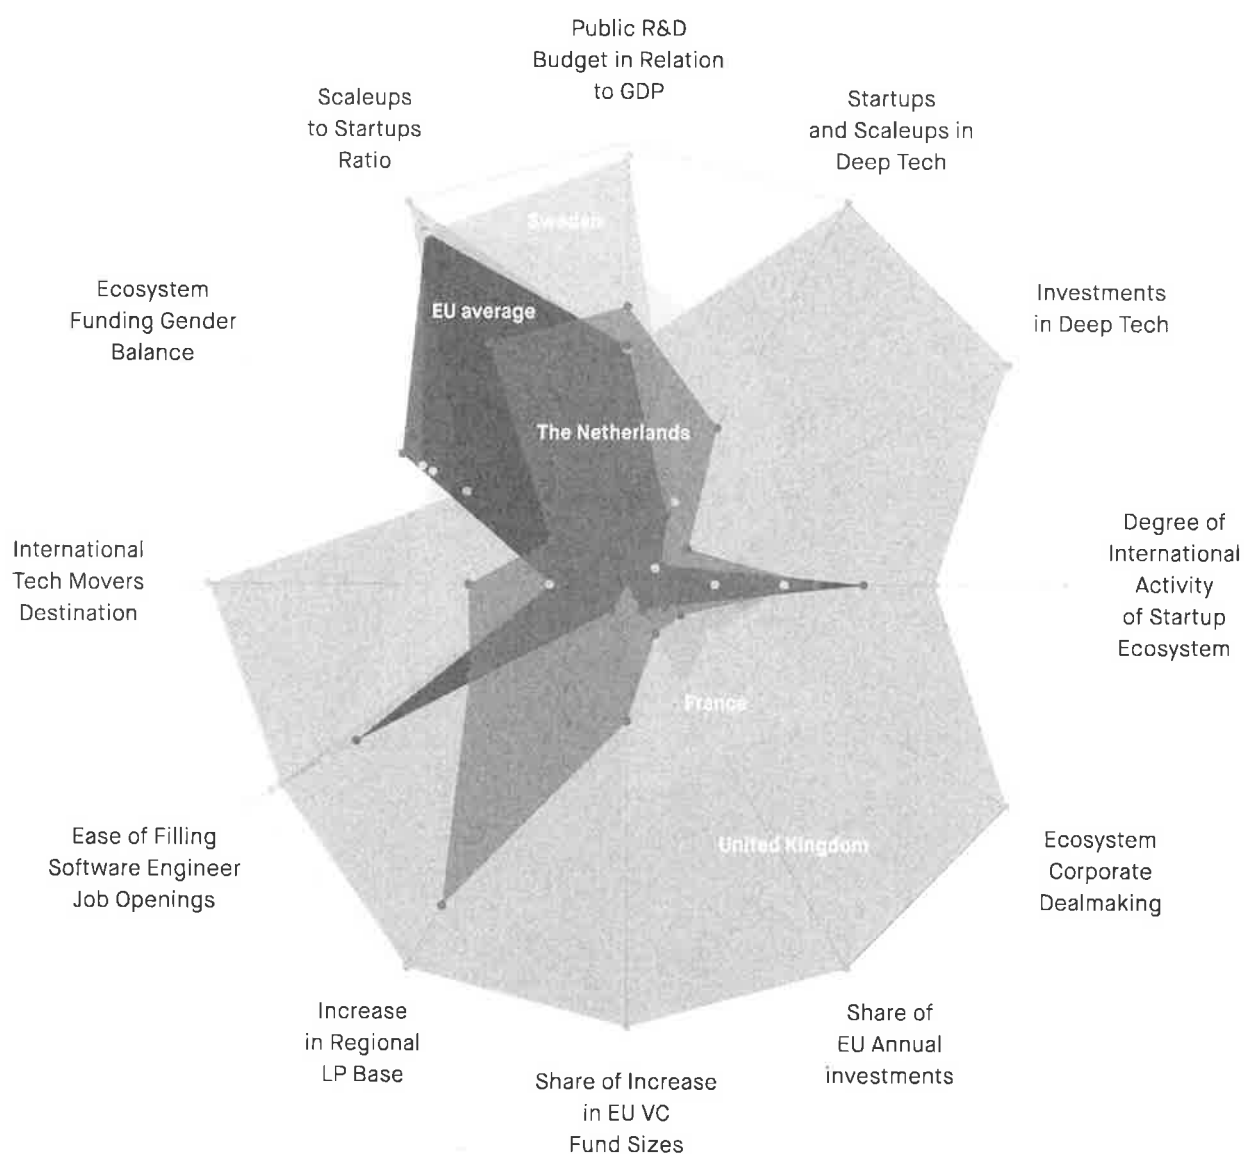 Public R&D
Budget in Relation
to GDP
Scaleups
to Startups
Ratio
Startups
and Scaleups in
Deep Tech
Sweden
Ecosystem
Funding Gender
Balance
EU average
Investments
in Deep Tech
The Netherlands
International
Tech Movers
Destination
Degree of
International
Activity
of Startup
Ecosystem
France
United Kingdom
Ease of Filling
Software Engineer
Job Openings
Ecosystem
Corporate
Dealmaking
Increase
in Regional
LP Base
Share of
EU Annual
investments
Share of Increase
in EU VC
Fund Sizes